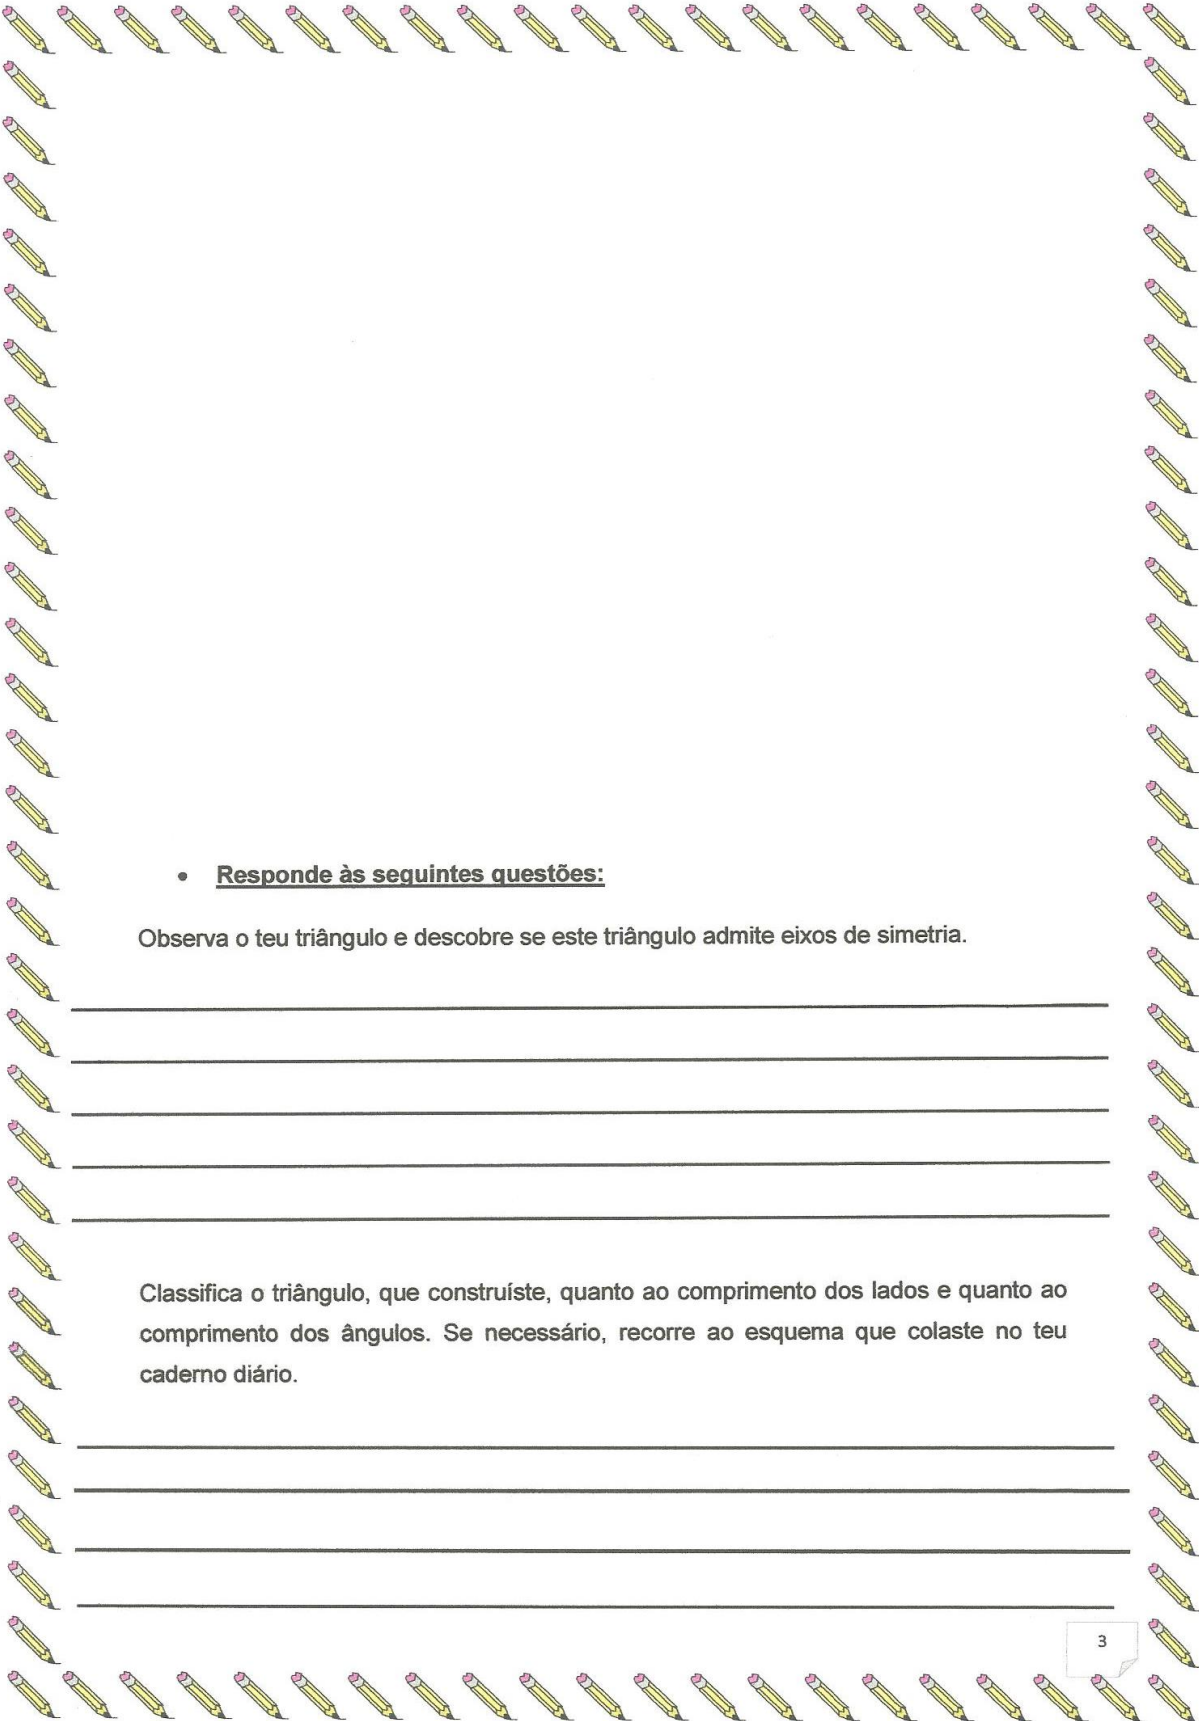 • Responde às seguintes questões:
Observa o teu triângulo e descobre se este triângulo admite eixos de simetria.
Classifica o triângulo, que construíste, quanto ao comprimento dos lados e quanto ao
comprimento dos ângulos. Se necessário, recorre ao esquema que colaste no teu
caderno diário.
3